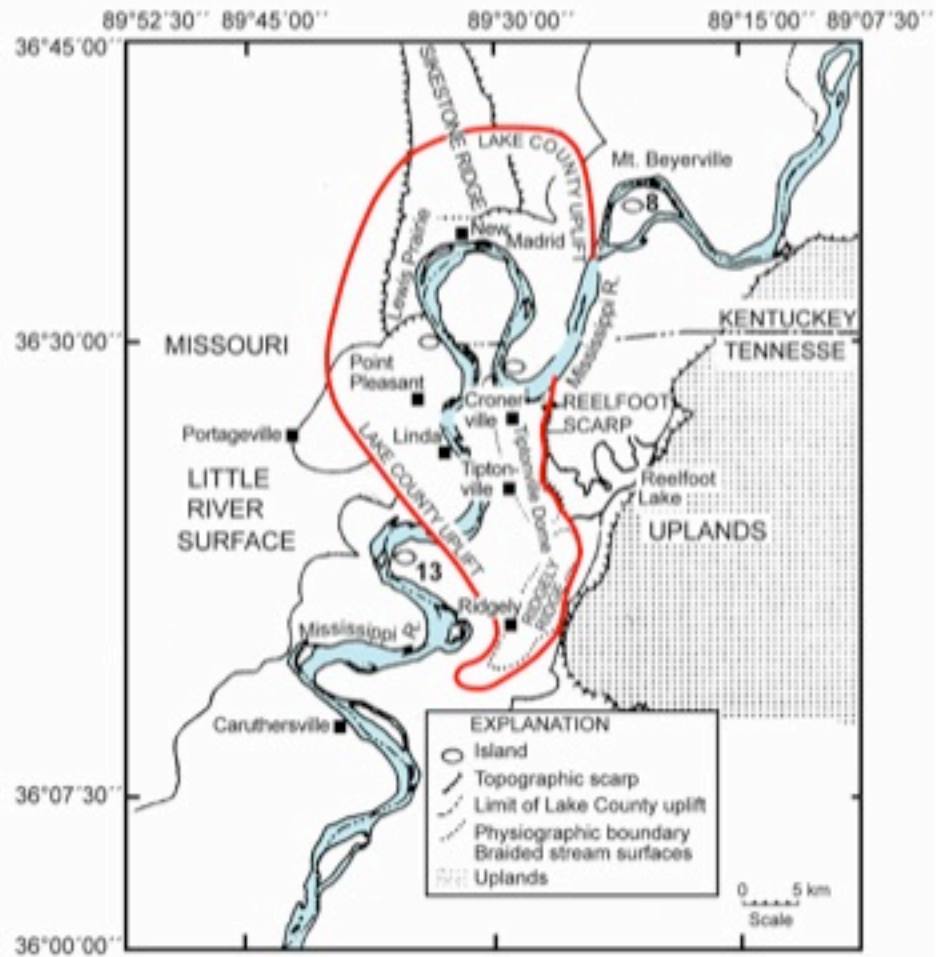 89°52´30´´ 89°45´00´´ 89°30´00´´ 89°15´00´´ 89°07´30´´
36°45´00´´
SIKESTONE RIDGE
LAKE COUNTY UPLIFT
Mt. Beyerville
8
Lewis Prairie
New
Madrid
Mississippi R.
KENTUCKY
36°30´00´´
MISSOURI
TENNESSE
Point
Pleasant
Croner
ville
REELFOOT
SCARP
Portageville
Linda
LAKE COUNTY UPLIFT
Tipton-
ville
Tiptonville Dome
Reelfoot
Lake
LITTLE
RIVER
SURFACE
UPLANDS
13
Ridgely
RIDGELY
RIDGE
Mississippi R.
Caruthersville
EXPLANATION
Island
Topographic scarp
Limit of Lake County uplift
Physiographic boundary
Braided stream surfaces
Uplands
36°07´30´´
0 5 km
Scale
36°00´00´´